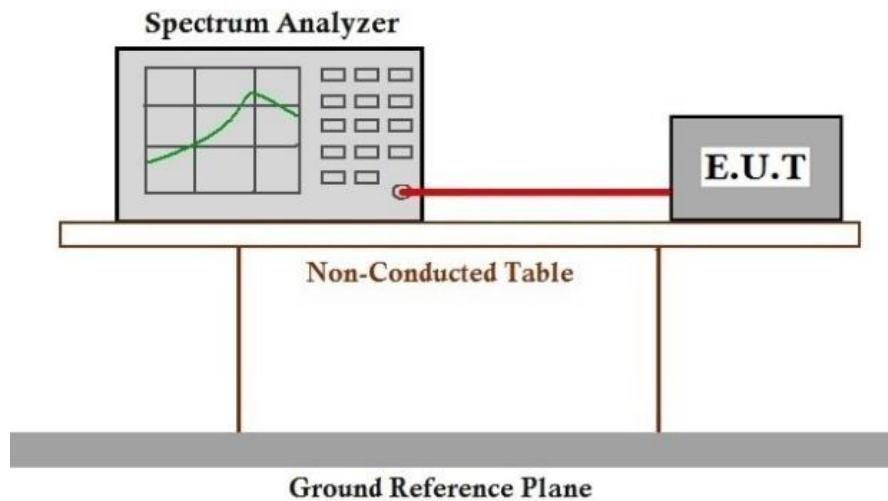 Spectrum Analyzer
E.U.T
Non-Conducted Table
Ground Reference Plane